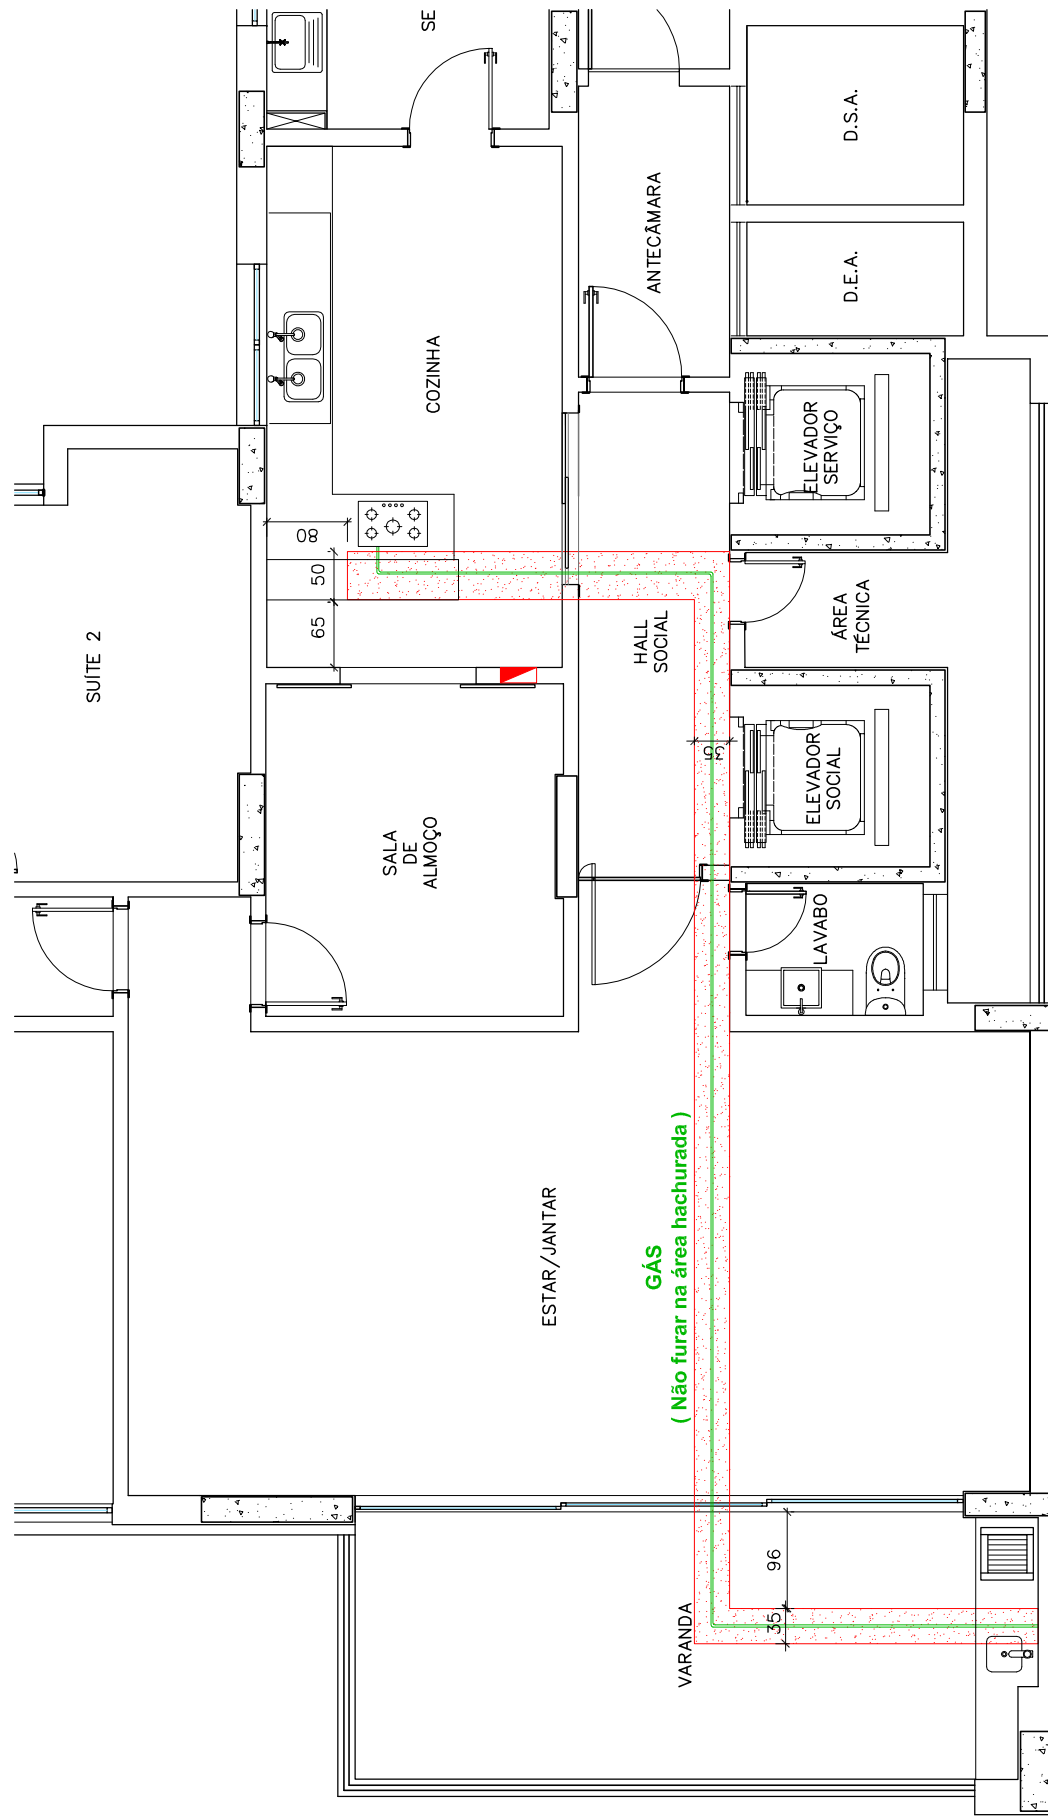 SE
D.S.A.
ANTECÂMARA
D.E.A.
COZINHA
ELEVADOR
SERVIÇO
80
50
65
SUÍTE 2
HALL
SOCIAL
ÁREA
TÉCNICA
35
ELEVADOR
SOCIAL
SALA
DE
ALMOÇO
LAVABO
GÁS
( Não furar na área hachurada )
ESTAR/JANTAR
96
35
VARANDA